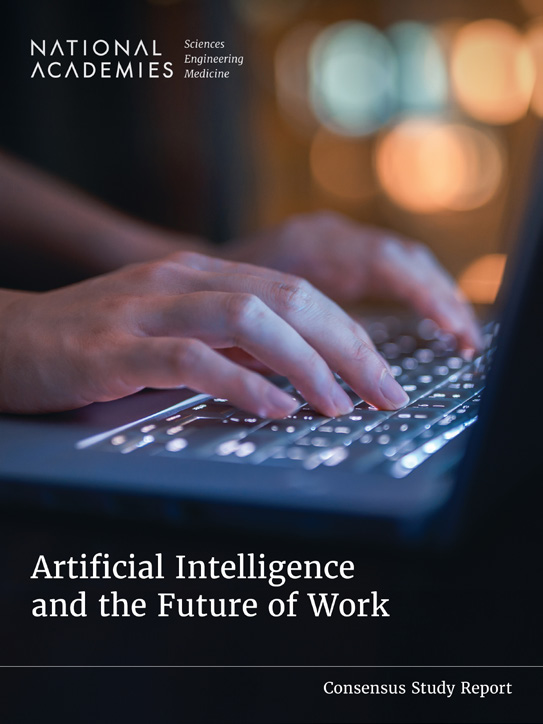 NATIONAL
ACADEMIES
Sciences
Engineering
Medicine
Artificial Intelligence
and the Future of Work
Consensus Study Report